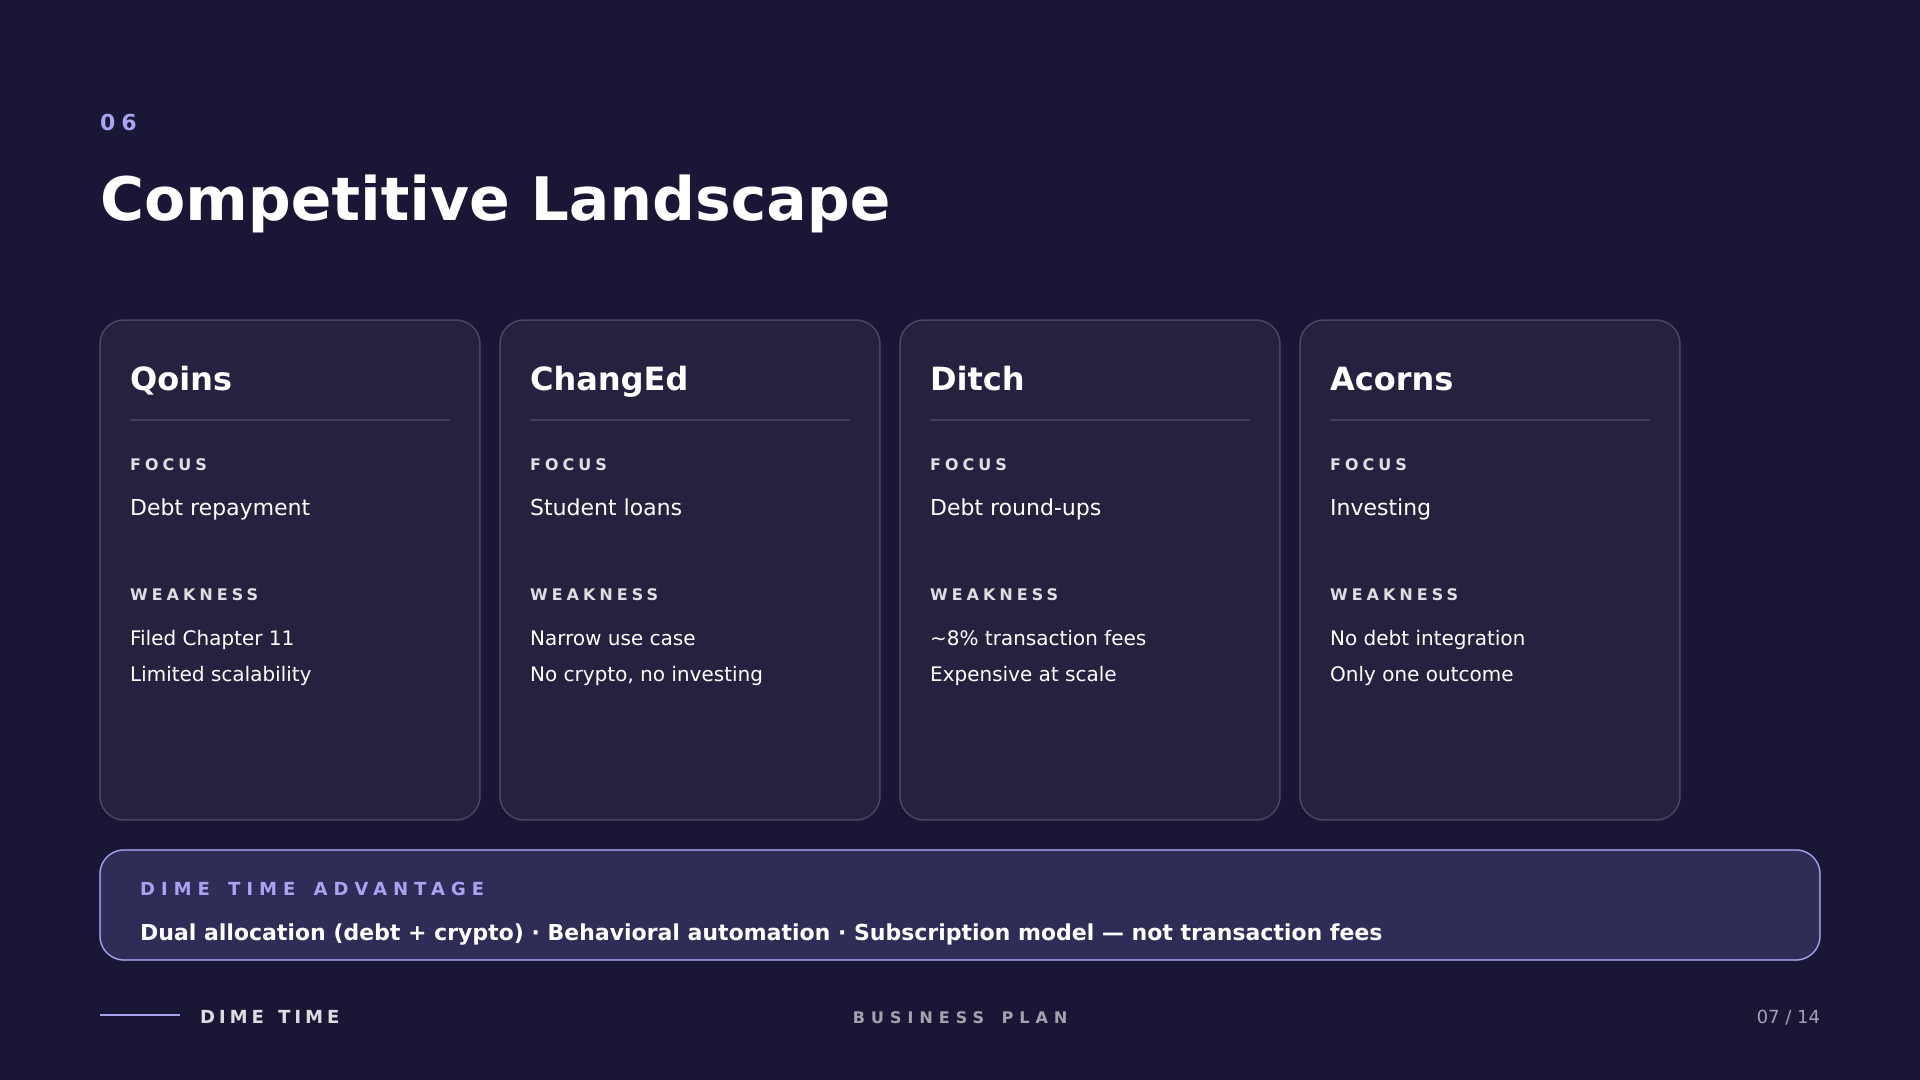 06
Competitive Landscape
Qoins
FOCUS
Debt repayment
WEAKNESS
Filed Chapter 11
Limited scalability
ChangEd
FOCUS
Student loans
WEAKNESS
Narrow use case
No crypto, no investing
Ditch
FOCUS
Debt round-ups
WEAKNESS
~8% transaction fees
Expensive at scale
Acorns
FOCUS
Investing
WEAKNESS
No debt integration
Only one outcome
DIME TIME ADVANTAGE
Dual allocation (debt + crypto) · Behavioral automation · Subscription model — not transaction fees
DIME TIME
BUSINESS PLAN
07 / 14